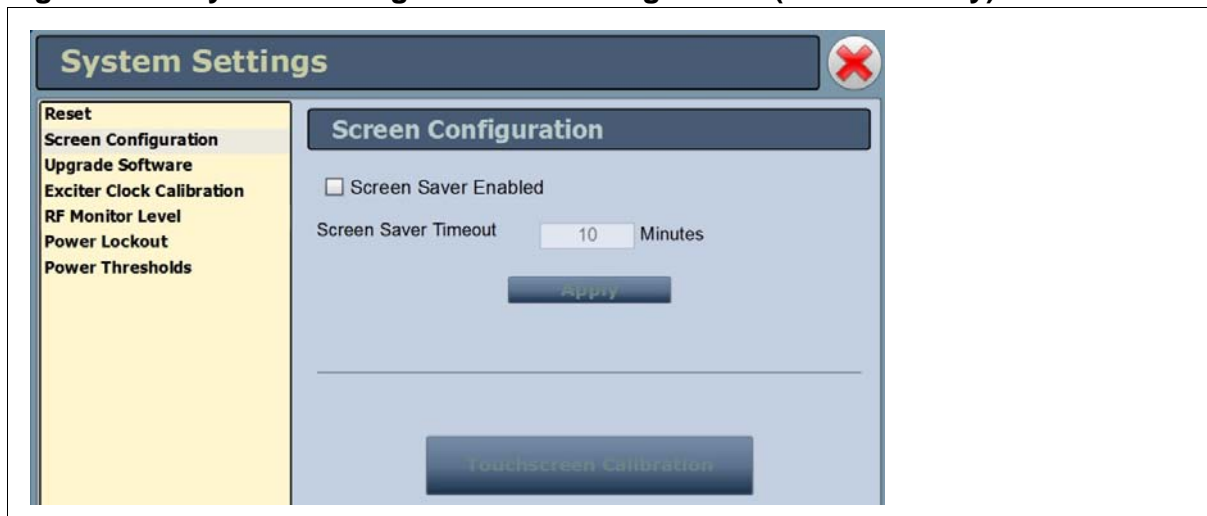 System Settings
Reset
Screen Configuration
Upgrade Software
Exciter Clock Calibration
RF Monitor Level
Power Lockout
Power Thresholds
Screen Configuration
Screen Saver Enabled
Screen Saver Timeout 10 Minutes
Apply
Touchscreen Calibration